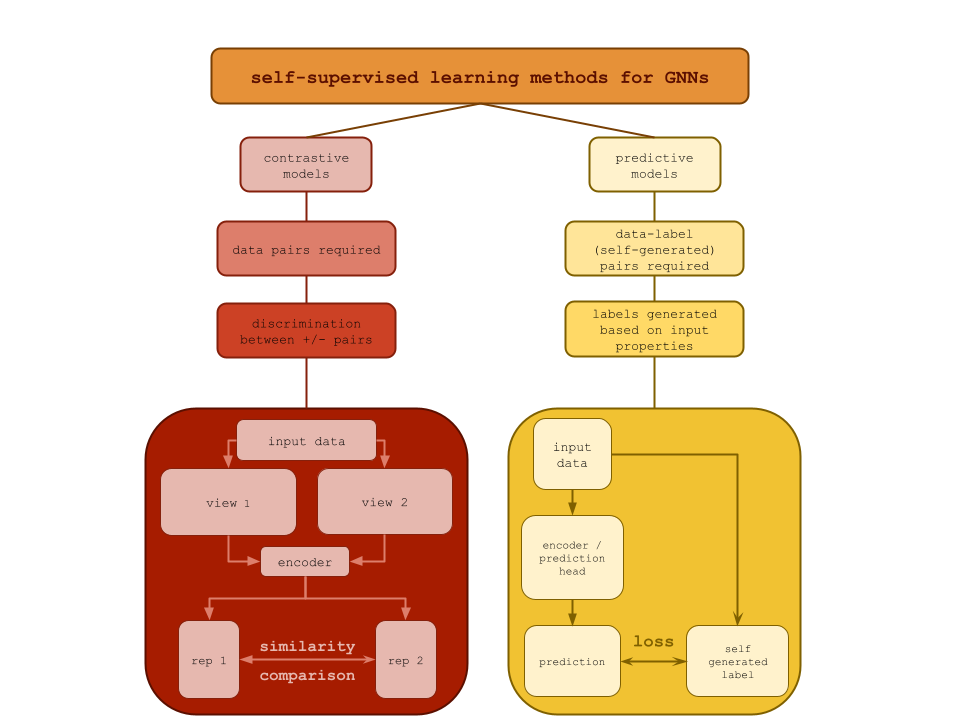 self-supervised learning methods for GNNs
contrastive
models
predictive
models
data pairs required
data-label
(self-generated)
pairs required
discrimination
between +/- pairs
labels generated
based on input
properties
input data
view 1
view 2
encoder
rep 1
similarity
comparison
rep 2
input
data
encoder /
prediction
head
prediction
loss
self
generated
label